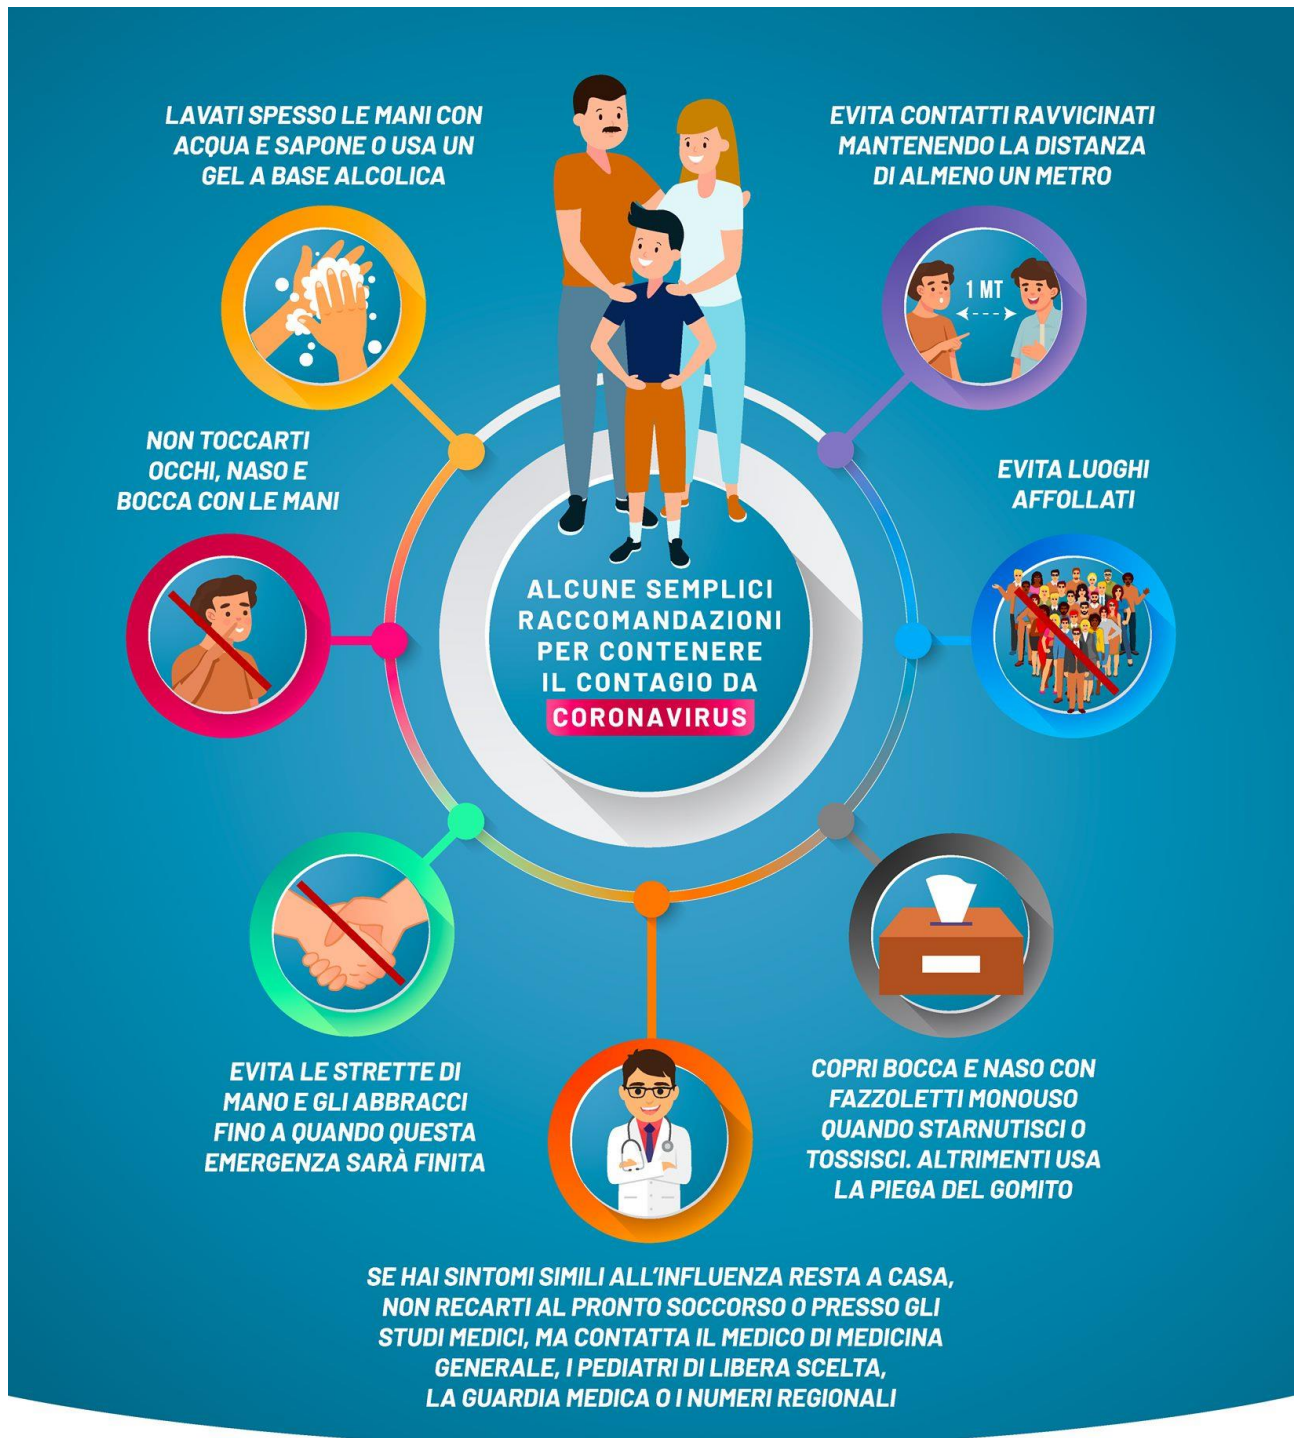 LAVATI SPESSO LE MANI CON
ACQUA E SAPONE O USA UN
GEL A BASE ALCOLICA
EVITA CONTATTI RAVVICINATI
MANTENENDO LA DISTANZA
DI ALMENO UN METRO
1 MT
NON TOCCARTI
OCCHI, NASO E
BOCCA CON LE MANI
EVITA LUOGHI
AFFOLLATI
ALCUNE SEMPLICI
RACCOMANDAZIONI
PER CONTENERE
IL CONTAGIO DA
CORONAVIRUS
EVITA LE STRETTE DI
MANO E GLI ABBRACCI
FINO A QUANDO QUESTA
EMERGENZA SARÀ FINITA
COPRI BOCCA E NASO CON
FAZZOLETTI MONOUSO
QUANDO STARNUTISCI O
TOSSISCI. ALTRIMENTI USA
LA PIEGA DEL GOMITO
SE HAI SINTOMI SIMILI ALL'INFLUENZA RESTA A CASA,
NON RECARTI AL PRONTO SOCCORSO O PRESSO GLI
STUDI MEDICI, MA CONTATTA IL MEDICO DI MEDICINA
GENERALE, I PEDIATRI DI LIBERA SCELTA,
LA GUARDIA MEDICA O I NUMERI REGIONALI